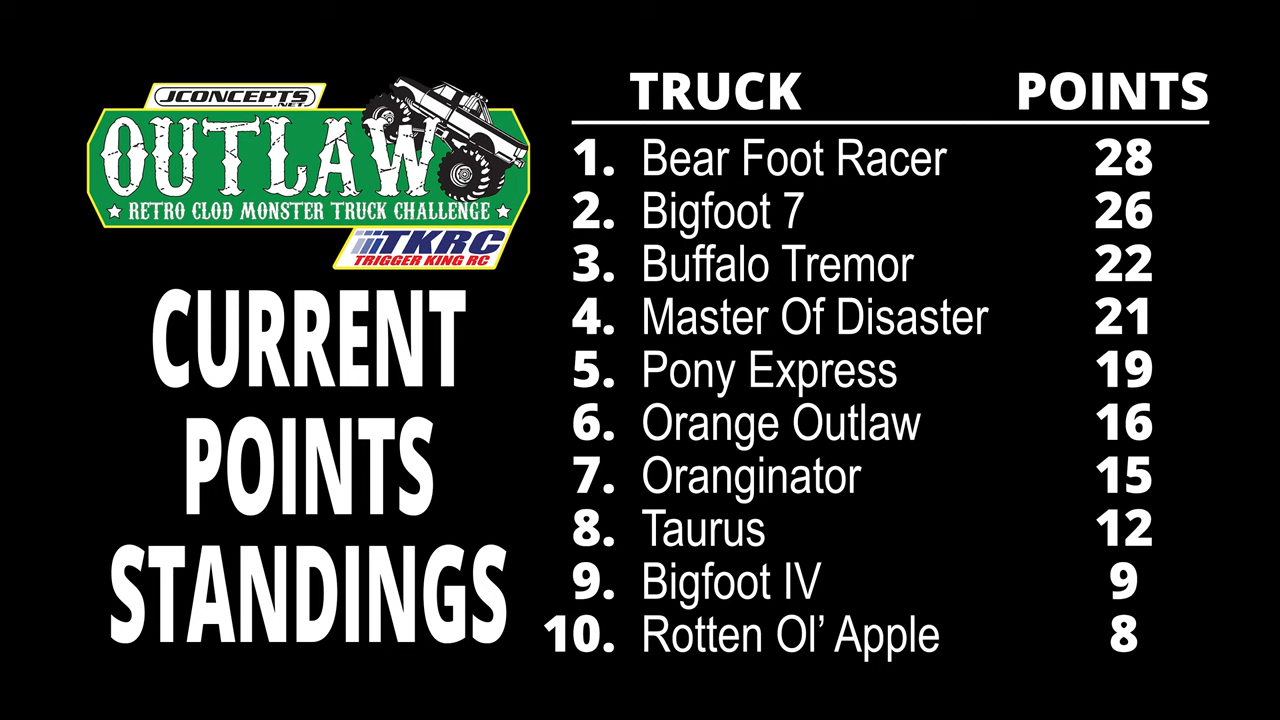 JCONCEPTS
.NET
OUTLAW
RETRO CLOD MONSTER TRUCK CHALLENGE
TKRC
TRIGGER KING RC
CURRENT
POINTS
STANDINGS
TRUCK POINTS
1. Bear Foot Racer 28
2. Bigfoot 7 26
3. Buffalo Tremor 22
4. Master Of Disaster 21
5. Pony Express 19
6. Orange Outlaw 16
7. Oranginator 15
8. Taurus 12
9. Bigfoot IV 9
10. Rotten Ol’ Apple 8